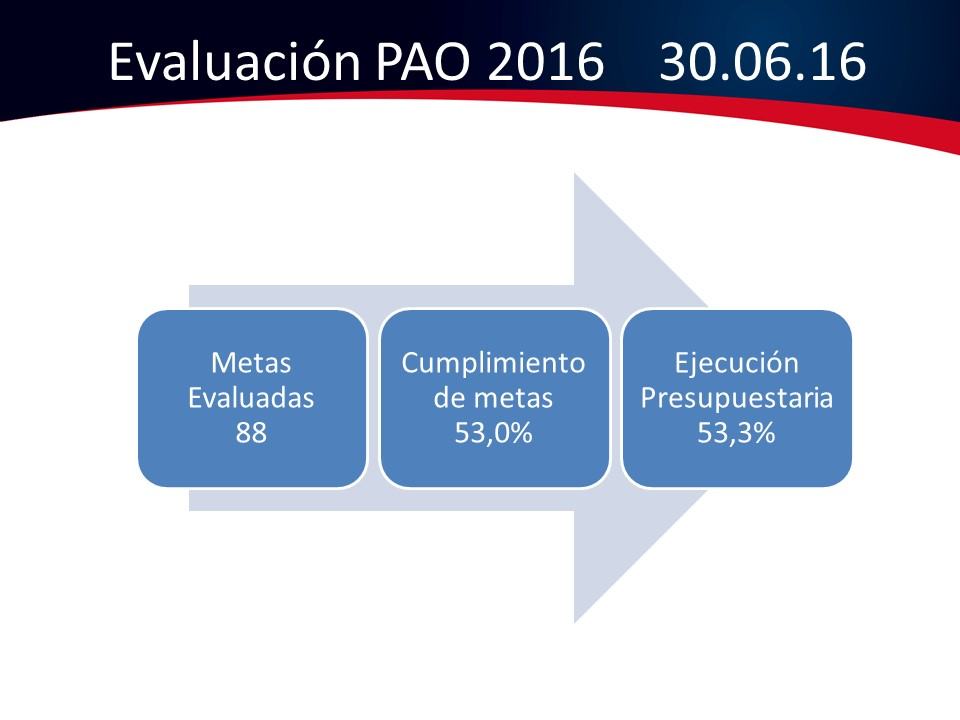 Evaluación PAO 2016 30.06.16
Metas
Evaluadas
88
Cumplimiento
de metas
53,0%
Ejecución
Presupuestaria
53,3%